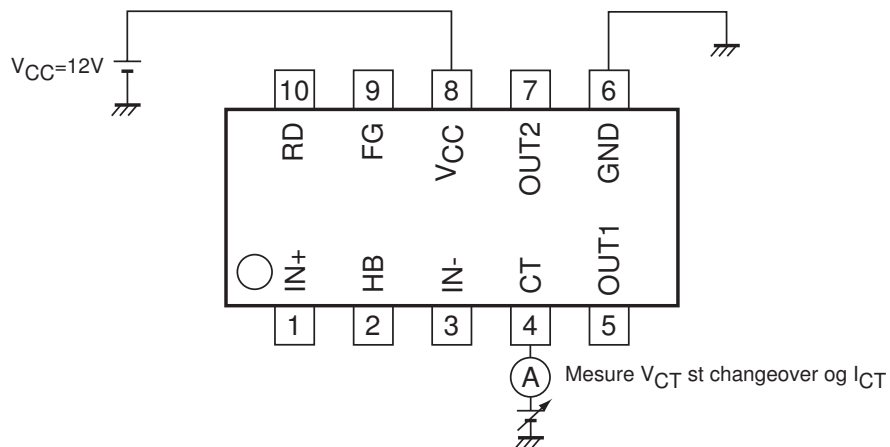 VCC=12V
10 9 8 7 6
RD FG VCC OUT2 GND
IN+ HB IN- CT OUT1
1 2 3 4 5
A Mesure VCT st changeover og ICT